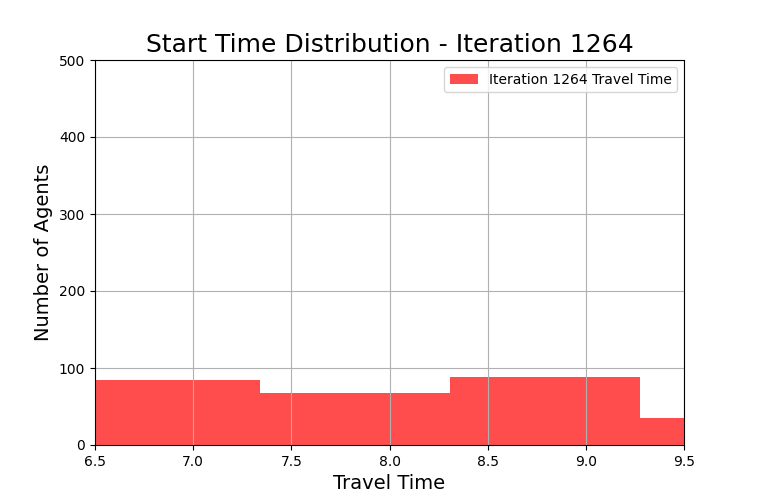 Start Time Distribution - Iteration 1264
500
Iteration 1264 Travel Time
400
300
200
100
0
Number of Agents
6.5 7.0 7.5 8.0 8.5 9.0 9.5
Travel Time